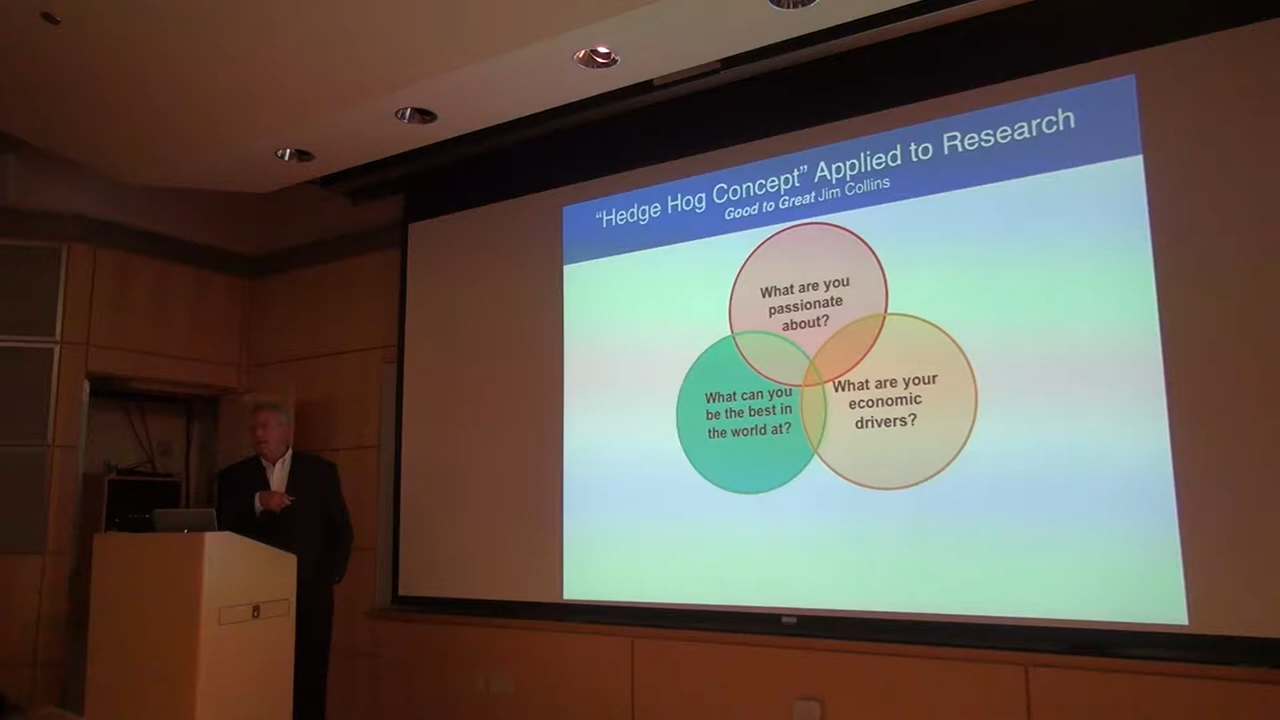 “Hedge Hog Concept” Applied to Research
Good to Great Jim Collins
What are you
passionate
about?
What can you
be the best in
the world at?
What are your
economic
drivers?